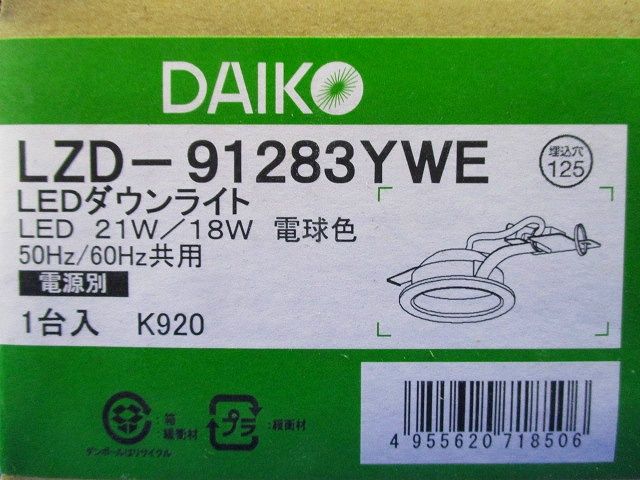 DAIKO
LZD-91283YWE
埋込穴
125
LEDダウンライト
LED 21W/18W 電球色
50Hz/60Hz共用
電源別
1台入 K920
:箱
緩衝材
ダンボールはリサイクル
プラ
:緩衝材
4 955620 718506